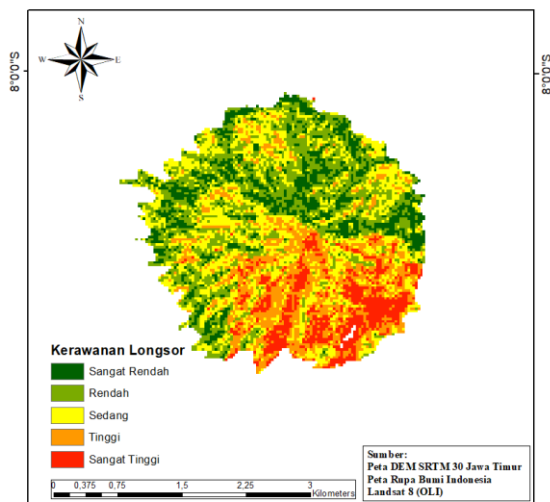 N
W E
S
8°0'0"S
8°0'0"S
Kerawanan Longsor
Sangat Rendah
Rendah
Sedang
Tinggi
Sangat Tinggi
0 0,375 0,75 1,5 2,25 3
Kilometers
Sumber:
Peta DEM SRTM 30 Jawa Timur
Peta Rupa Bumi Indonesia
Landsat 8 (OLI)